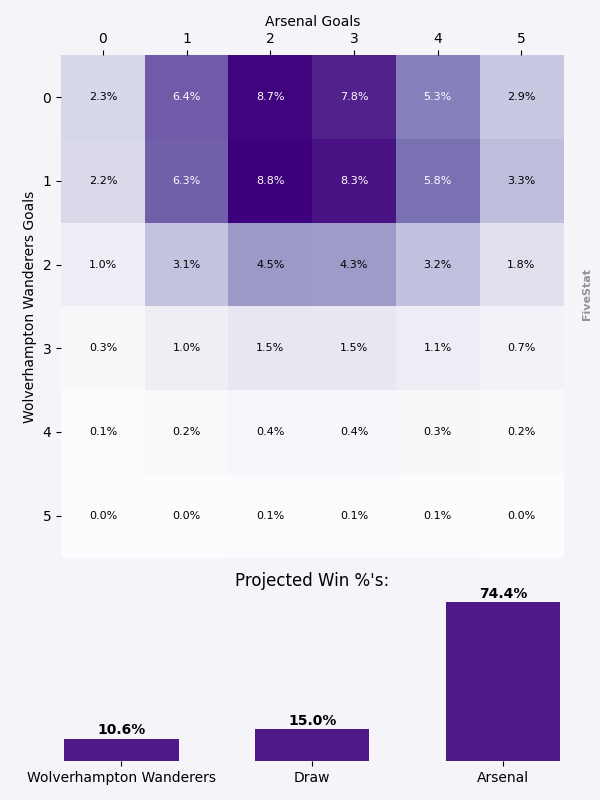 Arsenal Goals
0 1 2 3 4 5
0 2.3% 6.4% 8.7% 7.8% 5.3% 2.9%
1 2.2% 6.3% 8.8% 8.3% 5.8% 3.3%
2 1.0% 3.1% 4.5% 4.3% 3.2% 1.8%
3 0.3% 1.0% 1.5% 1.5% 1.1% 0.7%
4 0.1% 0.2% 0.4% 0.4% 0.3% 0.2%
5 0.0% 0.0% 0.1% 0.1% 0.1% 0.0%
Wolverhampton Wanderers Goals
FiveStat
Projected Win %'s:
10.6% 15.0% 74.4%
Wolverhampton Wanderers Draw Arsenal